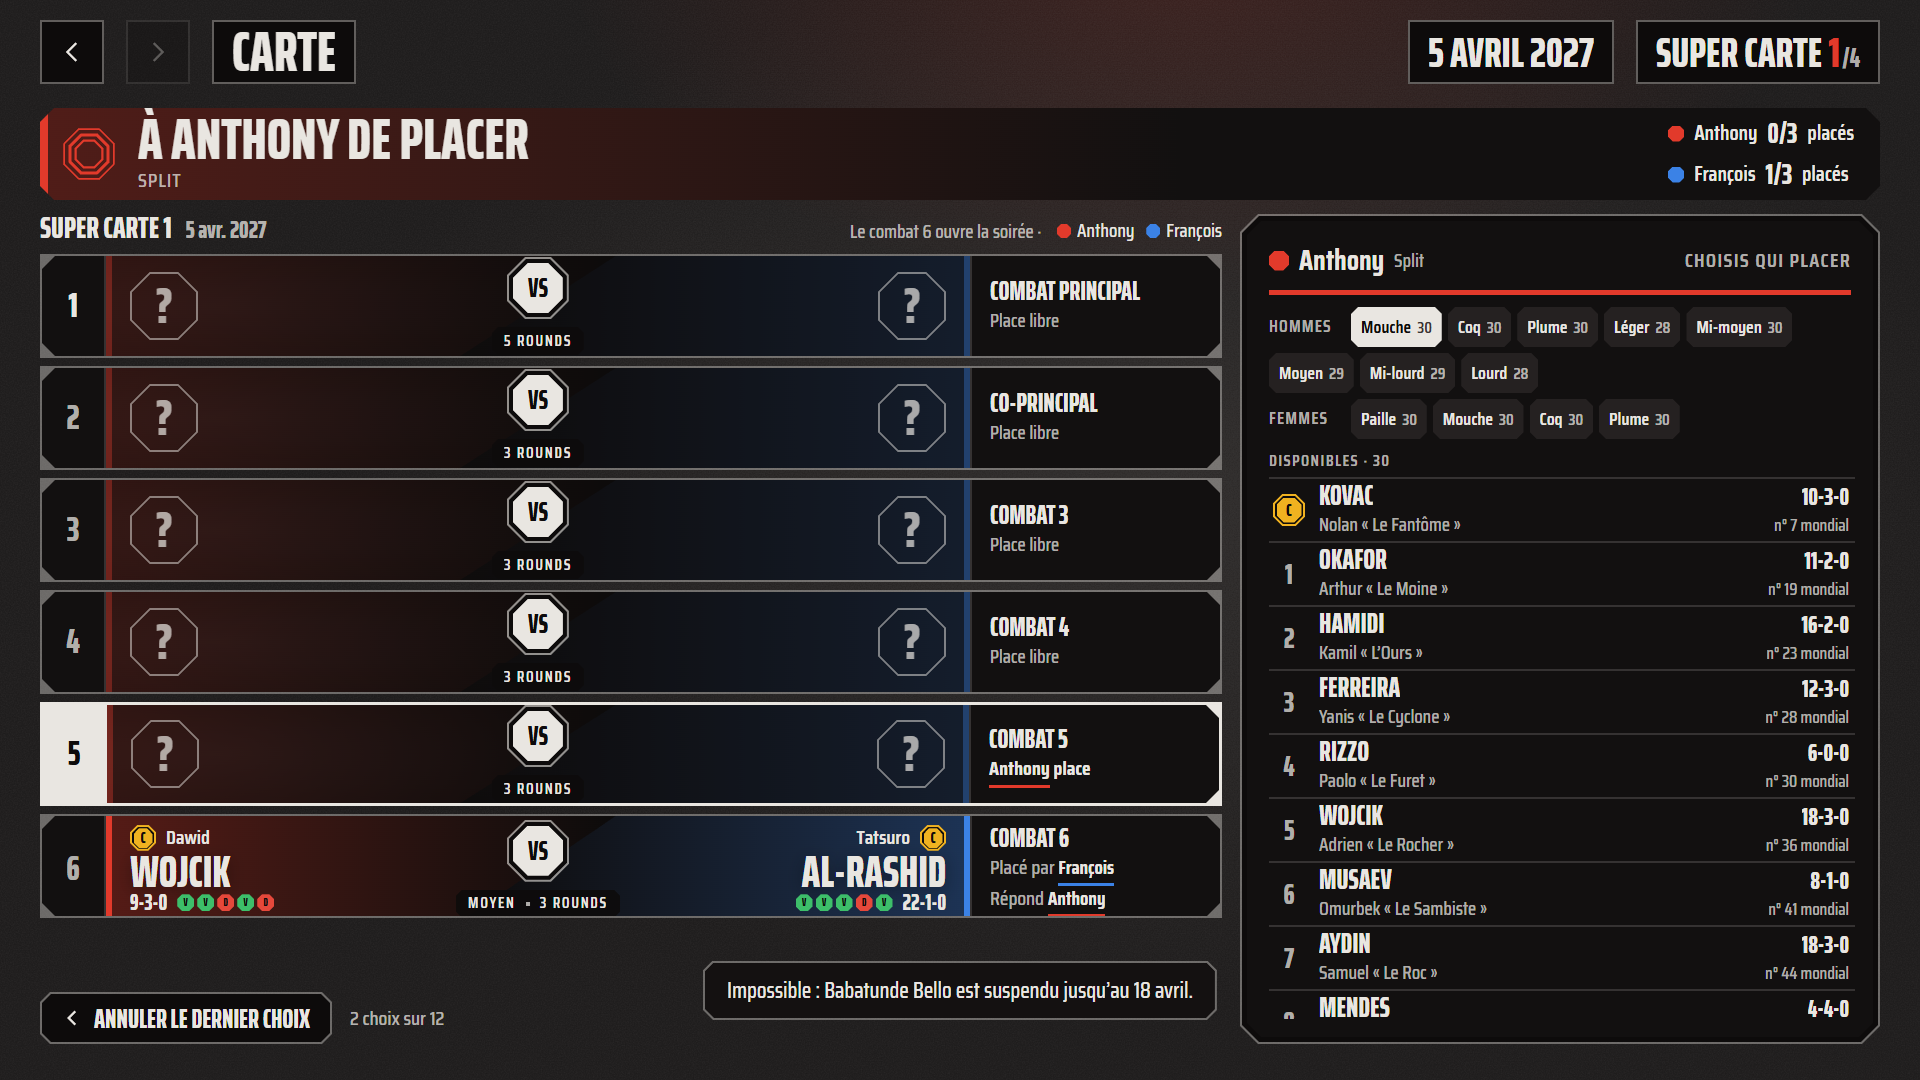 CARTE
5 AVRIL 2027
SUPER CARTE 1/4
À ANTHONY DE PLACER
SPLIT
Anthony 0/3 placés
François 1/3 placés
SUPER CARTE 1 5 avr. 2027
Le combat 6 ouvre la soirée · Anthony François
1
?
VS
5 ROUNDS
?
COMBAT PRINCIPAL
Place libre
2
?
VS
3 ROUNDS
?
CO-PRINCIPAL
Place libre
3
?
VS
3 ROUNDS
?
COMBAT 3
Place libre
4
?
VS
3 ROUNDS
?
COMBAT 4
Place libre
5
?
VS
3 ROUNDS
?
COMBAT 5
Anthony place
6
C Dawid
WOJCIK
9-3-0 V V D V D
VS
MOYEN • 3 ROUNDS
Tatsuro C
AL-RASHID
V V V D V 22-1-0
COMBAT 6
Placé par François
Répond Anthony
ANNULER LE DERNIER CHOIX
2 choix sur 12
Impossible : Babatunde Bello est suspendu jusqu'au 18 avril.
Anthony Split
CHOISIS QUI PLACER
HOMMES Mouche 30 Coq 30 Plume 30 Léger 28 Mi-moyen 30
Moyen 29 Mi-lourd 29 Lourd 28
FEMMES Paille 30 Mouche 30 Coq 30 Plume 30
DISPONIBLES · 30
C KOVAC 10-3-0
Nolan « Le Fantôme » n° 7 mondial
1 OKAFOR 11-2-0
Arthur « Le Moine » n° 19 mondial
2 HAMIDI 16-2-0
Kamil « L'Ours » n° 23 mondial
3 FERREIRA 12-3-0
Yanis « Le Cyclone » n° 28 mondial
4 RIZZO 6-0-0
Paolo « Le Furet » n° 30 mondial
5 WOJCIK 18-3-0
Adrien « Le Rocher » n° 36 mondial
6 MUSAEV 8-1-0
Omurbek « Le Sambiste » n° 41 mondial
7 AYDIN 18-3-0
Samuel « Le Roc » n° 44 mondial
MENDES 4-4-0